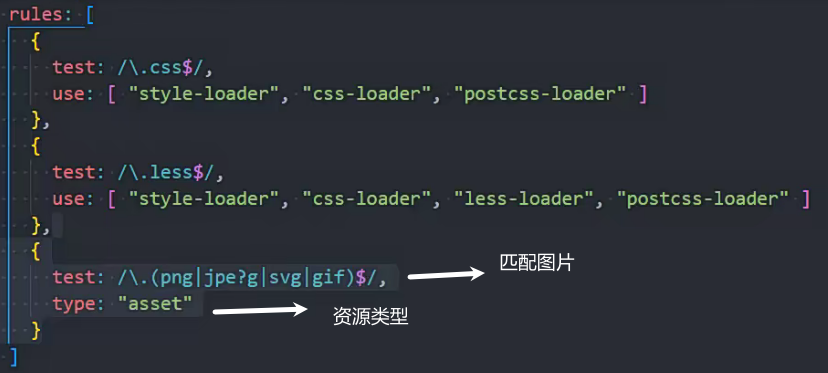 rules: [
{
test: /\.css$/,
use: [ "style-loader", "css-loader", "postcss-loader" ]
},
{
test: /\.less$/,
use: [ "style-loader", "css-loader", "less-loader", "postcss-loader" ]
},
{
test: /\.(png|jpe?g|svg|gif)$/,
匹配图片
type: "asset"
资源类型
}
]